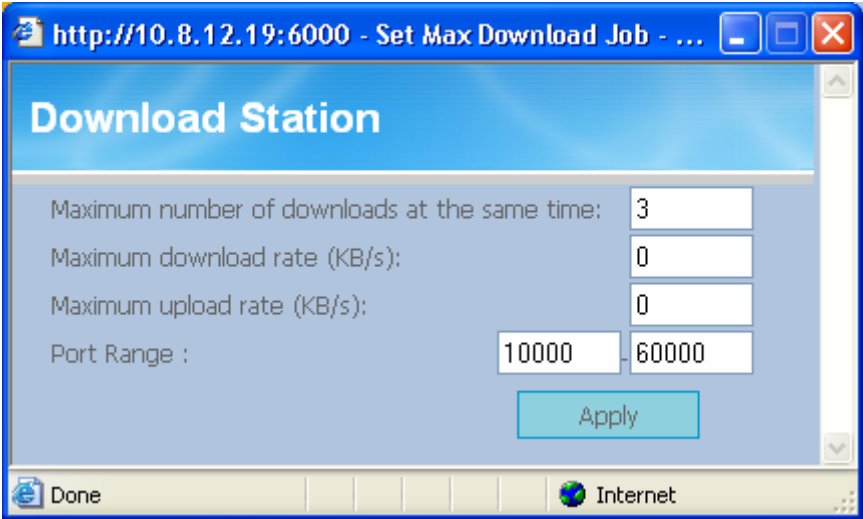 http://10.8.12.19:6000 - Set Max Download Job - ...
Download Station
Maximum number of downloads at the same time: 3
Maximum download rate (KB/s): 0
Maximum upload rate (KB/s): 0
Port Range : 10000 - 60000
Apply
Done Internet